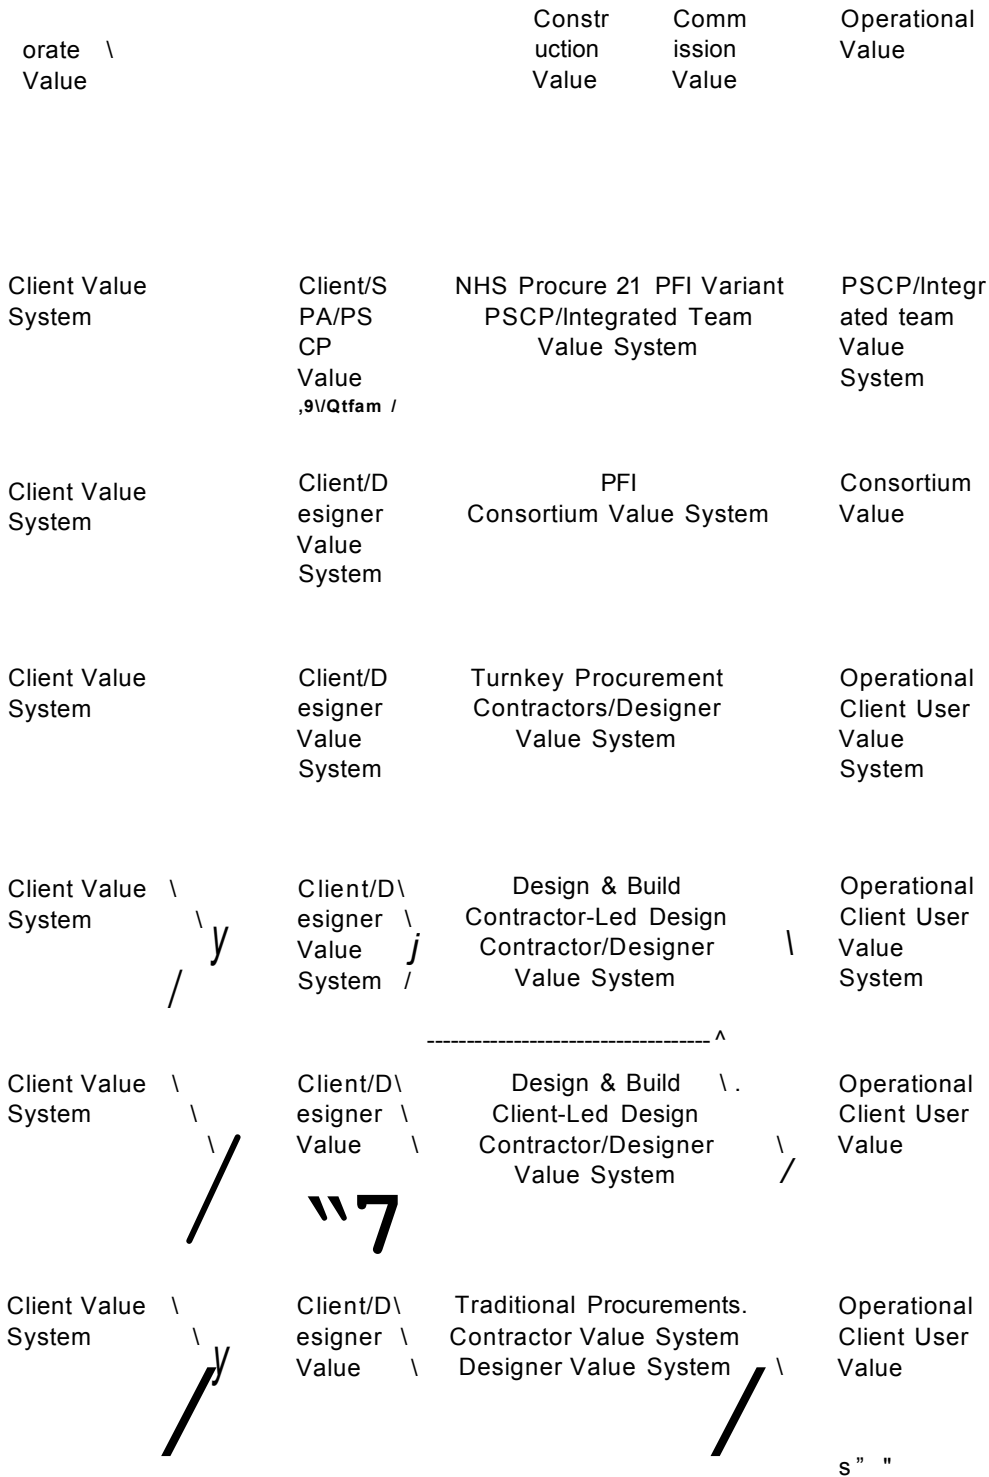 orate \
Value
Constr
uction
Value
Comm
ission
Value
Operational
Value
Client Value
System
Client/S
PA/PS
CP
Value
,9\/Qtfam /
NHS Procure 21 PFI Variant
PSCP/Integrated Team
Value System
PSCP/Integr
ated team
Value
System
Client Value
System
Client/D
esigner
Value
System
PFI
Consortium Value System
Consortium
Value
Client Value
System
Client/D
esigner
Value
System
Turnkey Procurement
Contractors/Designer
Value System
Operational
Client User
Value
System
Client Value \
System \ y
/
Client/D\
esigner \
Value j
System /
Design & Build
Contractor-Led Design
Contractor/Designer \
Value System
Operational
Client User
Value
System
------------------------------------ ^
Client Value \
System \
\ /
Client/D\
esigner \
Value \
"7
Design & Build \ .
Client-Led Design
Contractor/Designer \
Value System /
Operational
Client User
Value
Client Value \
System \ y
/
Client/D\
esigner \
Value \
Traditional Procurements.
Contractor Value System
Designer Value System \
/
Operational
Client User
Value
s” "